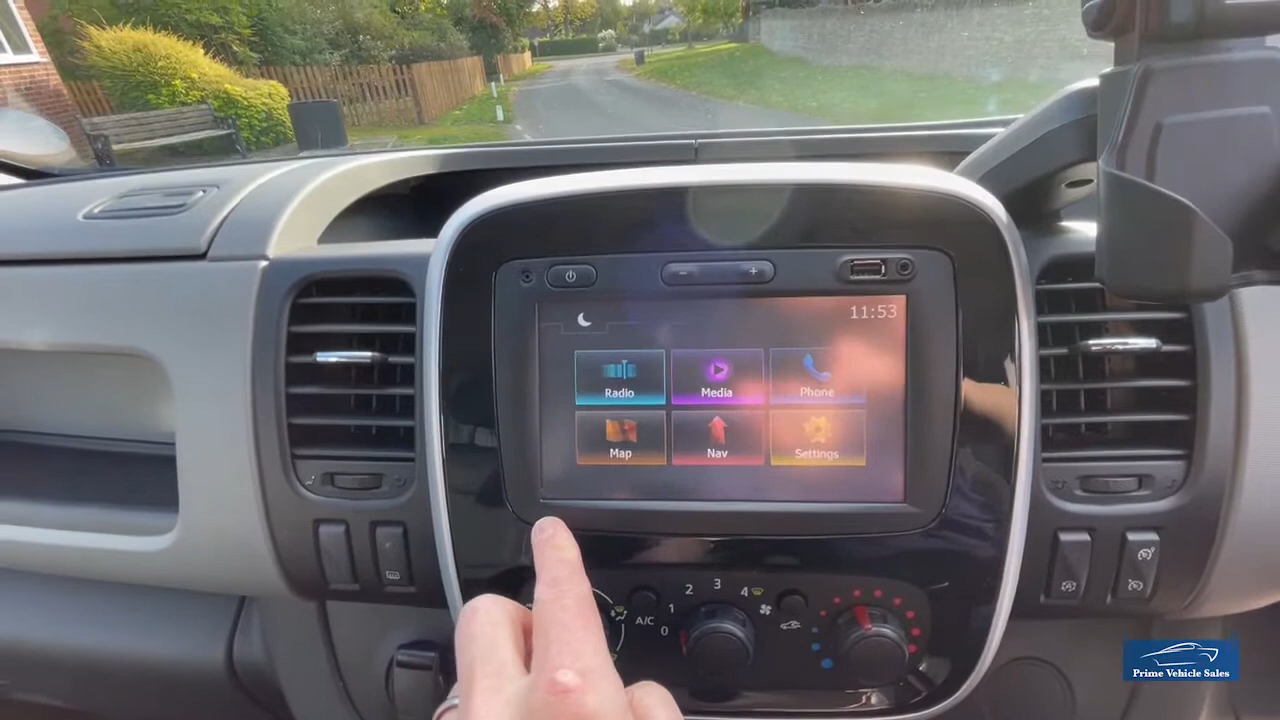 11:53
Radio
Media
Phone
Map
Nav
Settings
A/C
0
1
2
3
4
Prime Vehicle Sales